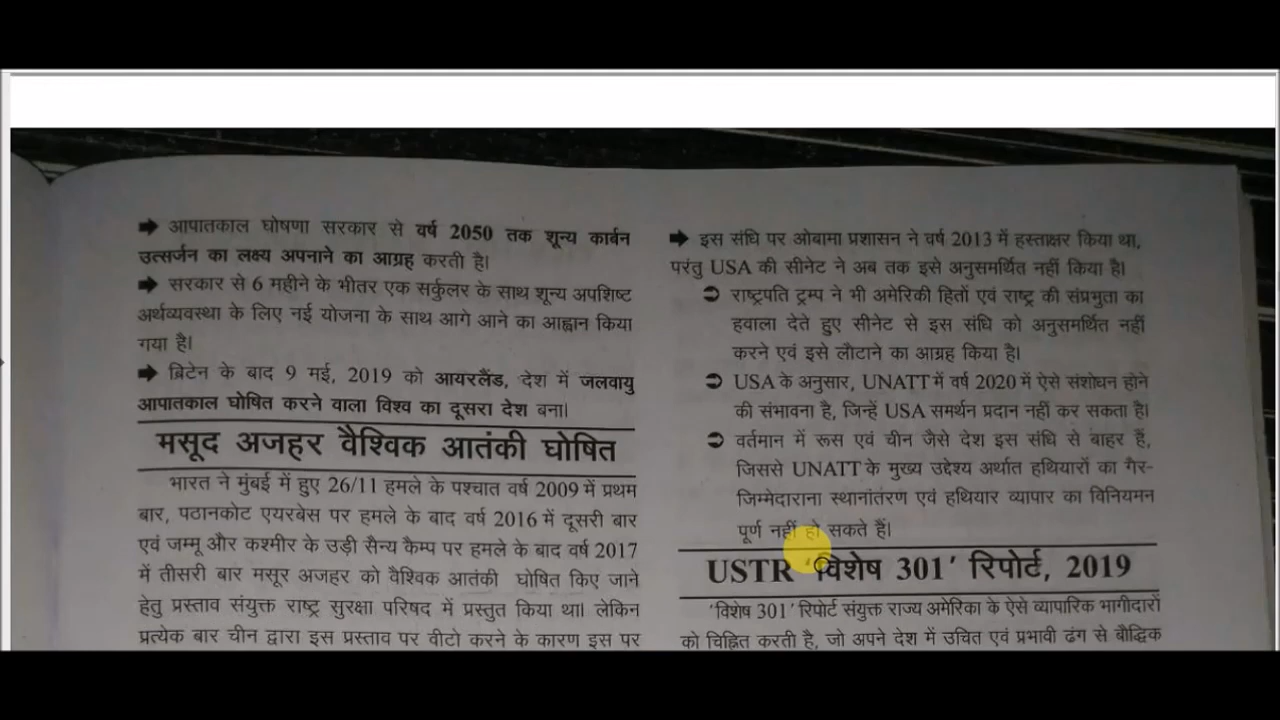 ➡ आपातकाल घोषणा सरकार से वर्ष 2050 तक शून्य कार्बन
उत्सर्जन का लक्ष्य अपनाने का आग्रह करती है।
➡ सरकार से 6 महीने के भीतर एक सर्कुलर के साथ शून्य अपशिष्ट
अर्थव्यवस्था के लिए नई योजना के साथ आगे आने का आह्वान किया
गया है।
➡ ब्रिटेन के बाद 9 मई, 2019 को आयरलैंड, देश में जलवायु
आपातकाल घोषित करने वाला विश्व का दूसरा देश बना।
मसूद अजहर वैश्विक आतंकी घोषित
भारत ने मुंबई में हुए 26/11 हमले के पश्चात वर्ष 2009 में प्रथम
बार, पठानकोट एयरबेस पर हमले के बाद वर्ष 2016 में दूसरी बार
एवं जम्मू और कश्मीर के उड़ी सैन्य कैम्प पर हमले के बाद वर्ष 2017
में तीसरी बार मसूर अजहर को वैश्विक आतंकी घोषित किए जाने
हेतु प्रस्ताव संयुक्त राष्ट्र सुरक्षा परिषद में प्रस्तुत किया था। लेकिन
प्रत्येक बार चीन द्वारा इस प्रस्ताव पर वीटो करने के कारण इस पर
➡ इस संधि पर ओबामा प्रशासन ने वर्ष 2013 में हस्ताक्षर किया था,
परंतु USA की सीनेट ने अब तक इसे अनुसमर्थित नहीं किया है।
➲ राष्ट्रपति ट्रम्प ने भी अमेरिकी हितों एवं राष्ट्र की संप्रभुता का
हवाला देते हुए सीनेट से इस संधि को अनुसमर्थित नहीं
करने एवं इसे लौटाने का आग्रह किया है।
➲ USA के अनुसार, UNATT में वर्ष 2020 में ऐसे संशोधन होने
की संभावना है, जिन्हें USA समर्थन प्रदान नहीं कर सकता है।
➲ वर्तमान में रूस एवं चीन जैसे देश इस संधि से बाहर हैं,
जिससे UNATT के मुख्य उद्देश्य अर्थात हथियारों का गैर-
जिम्मेदाराना स्थानांतरण एवं हथियार व्यापार का विनियमन
पूर्ण नहीं हो सकते हैं।
USTR 'विशेष 301' रिपोर्ट, 2019
'विशेष 301' रिपोर्ट संयुक्त राज्य अमेरिका के ऐसे व्यापारिक भागीदारों
को चिह्नित करती है, जो अपने देश में उचित एवं प्रभावी ढंग से बौद्धिक